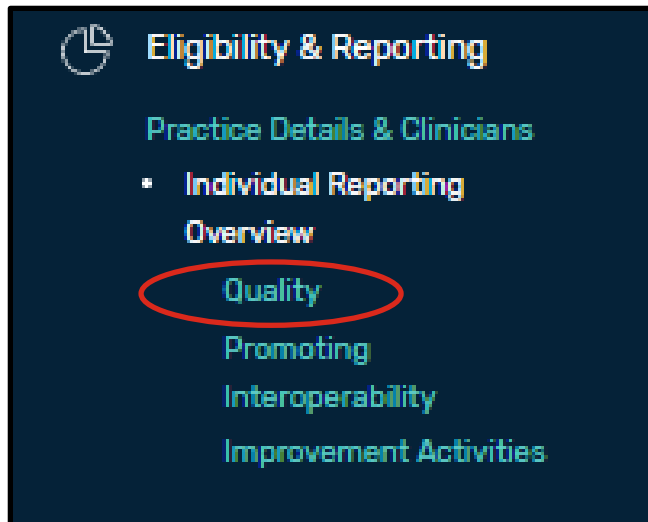 Eligibility & Reporting
Practice Details & Clinicians
• Individual Reporting
Overview
Quality
Promoting
Interoperability
Improvement Activities